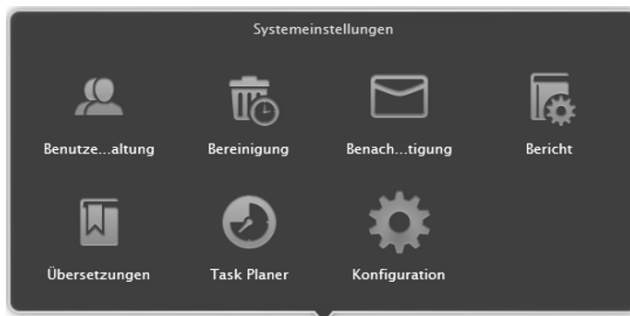 Systemeinstellungen
Benutze...altung
Bereinigung
Benach...tigung
Bericht
Übersetzungen
Task Planer
Konfiguration